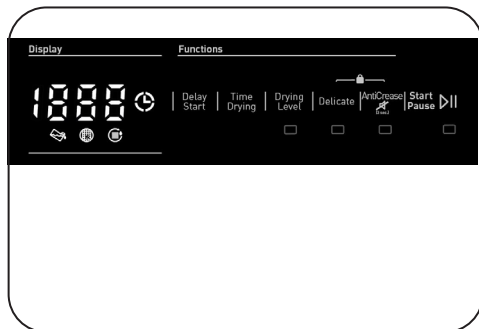 Display
Functions
1888
Delay
Start
Time
Drying
Drying
Level
Delicate
AntiCrease
Start
Pause